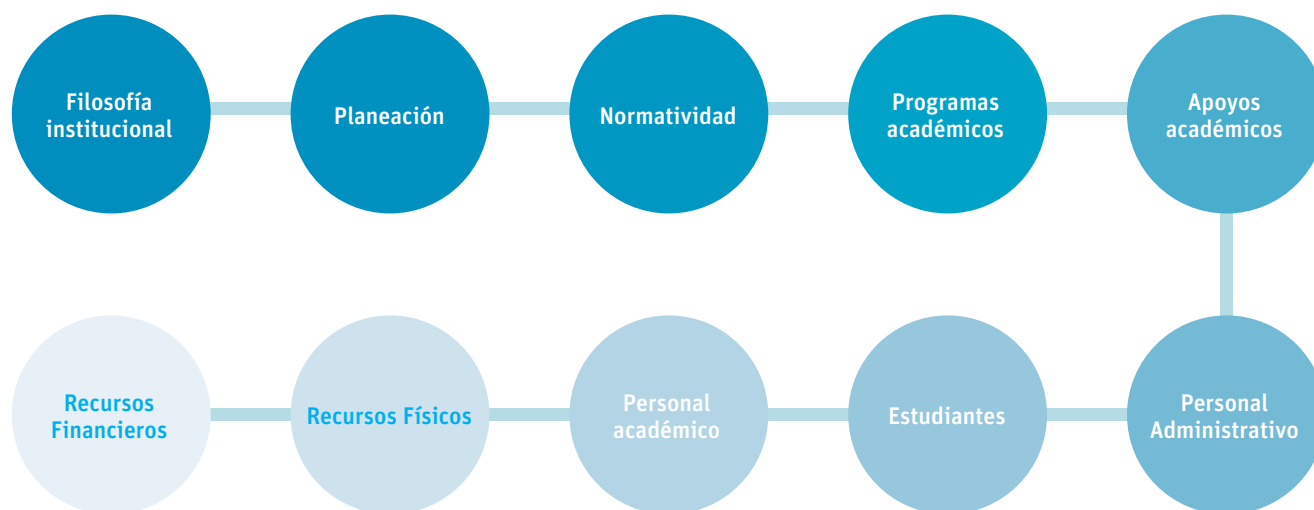 Filosofía
institucional
Planeación
Normatividad
Programas
académicos
Apoyos
académicos
Recursos
Financieros
Recursos Físicos
Personal
académico
Estudiantes
Personal
Administrativo